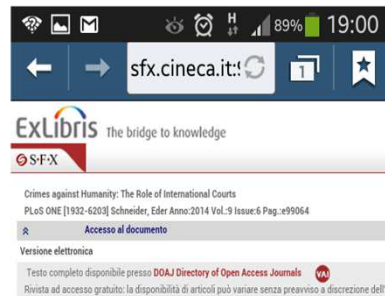 H
89% 19:00
sfx.cineca.it:!
1
ExLibris The bridge to knowledge
S·F·X
Crimes against Humanity: The Role of International Courts
PLoS ONE [1932-6203] Schneider, Eder Anno:2014 Vol.:9 Issue:6 Pag.:e99064
Accesso al documento
Versione elettronica
Testo completo disponibile presso DOAJ Directory of Open Access Journals VAI
Rivista ad accesso gratuito: la disponibilità di articoli può variare senza preavviso a discrezione dell'